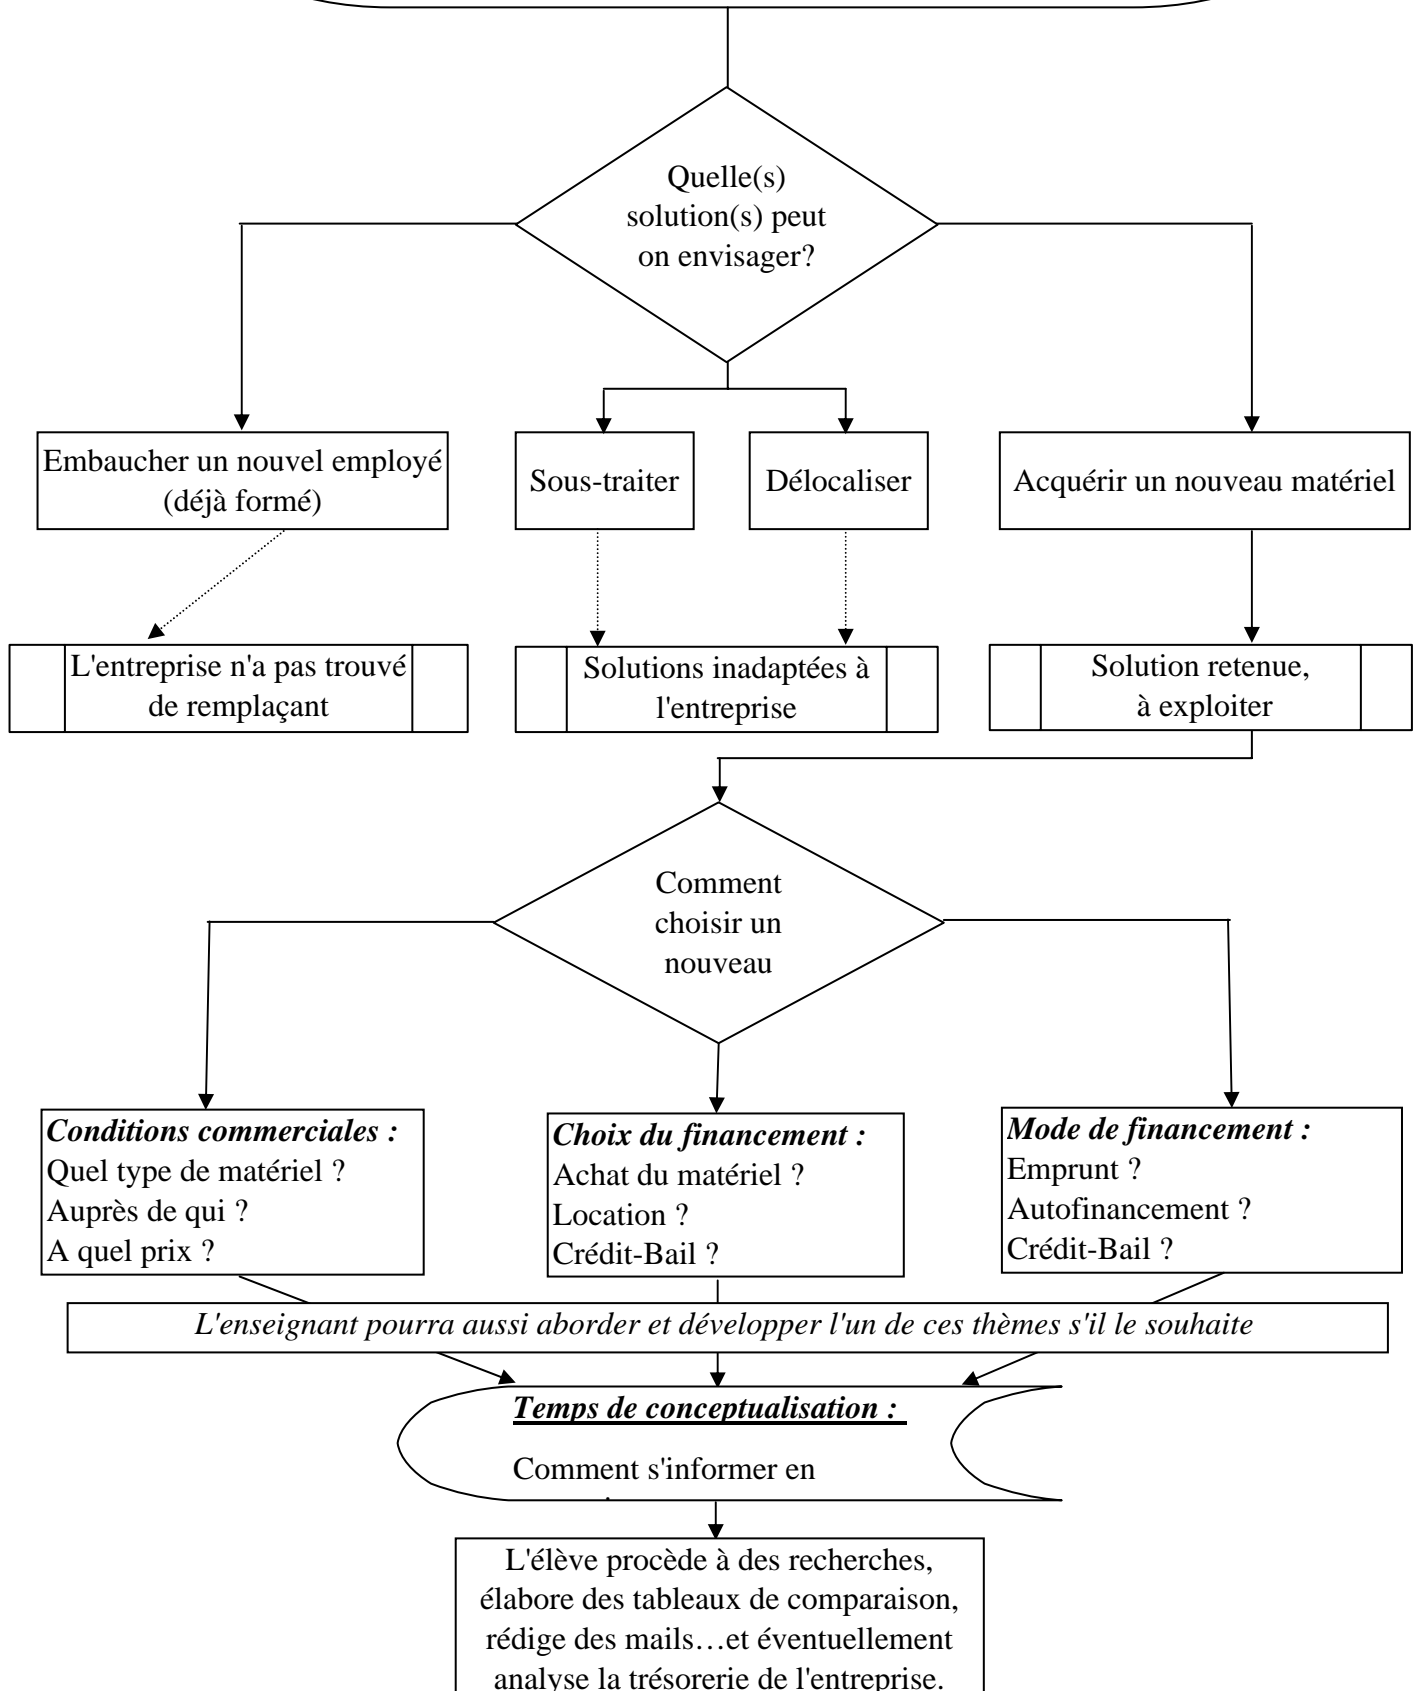 Quelle(s)
solution(s) peut
on envisager?
Embaucher un nouvel employé
(déjà formé)
Sous-traiter
Délocaliser
Acquérir un nouveau matériel
L'entreprise n'a pas trouvé
de remplaçant
Solutions inadaptées à
l'entreprise
Solution retenue,
à exploiter
Comment
choisir un
nouveau
Conditions commerciales :
Quel type de matériel ?
Auprès de qui ?
A quel prix ?
Choix du financement :
Achat du matériel ?
Location ?
Crédit-Bail ?
Mode de financement :
Emprunt ?
Autofinancement ?
Crédit-Bail ?
L'enseignant pourra aussi aborder et développer l'un de ces thèmes s'il le souhaite
Temps de conceptualisation :
Comment s'informer en
L'élève procède à des recherches,
élabore des tableaux de comparaison,
rédige des mails…et éventuellement
analyse la trésorerie de l'entreprise.